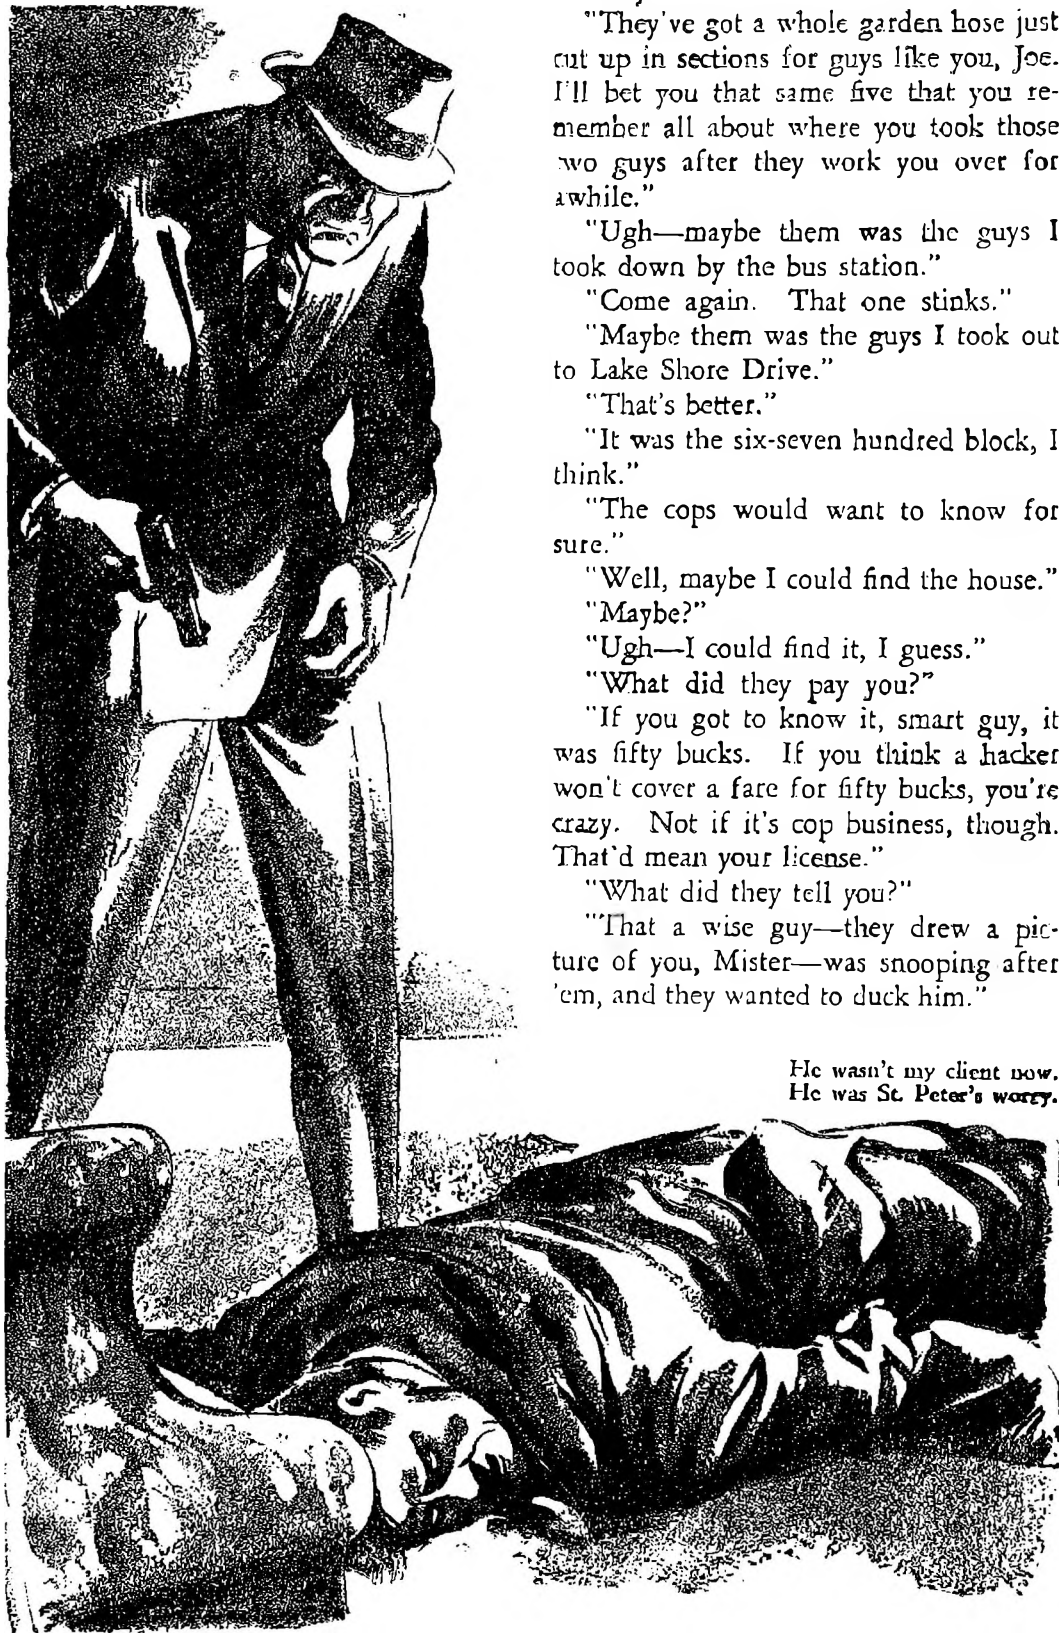 "They've got a whole garden hose just
cut up in sections for guys like you, Joe.
I'll bet you that same five that you re-
member all about where you took those
two guys after they work you over for
awhile."
"Ugh—maybe them was the guys I
took down by the bus station."
"Come again. That one stinks."
"Maybe them was the guys I took out
to Lake Shore Drive."
"That's better."
"It was the six-seven hundred block, I
think."
"The cops would want to know for
sure."
"Well, maybe I could find the house."
"Maybe?"
"Ugh—I could find it, I guess."
"What did they pay you?"
"If you got to know it, smart guy, it
was fifty bucks. If you think a hacker
won't cover a fare for fifty bucks, you're
crazy. Not if it's cop business, though.
That'd mean your license."
"What did they tell you?"
"That a wise guy—they drew a pic-
ture of you, Mister—was snooping after
'em, and they wanted to duck him."
He wasn't my client now.
He was St. Peter's worry.